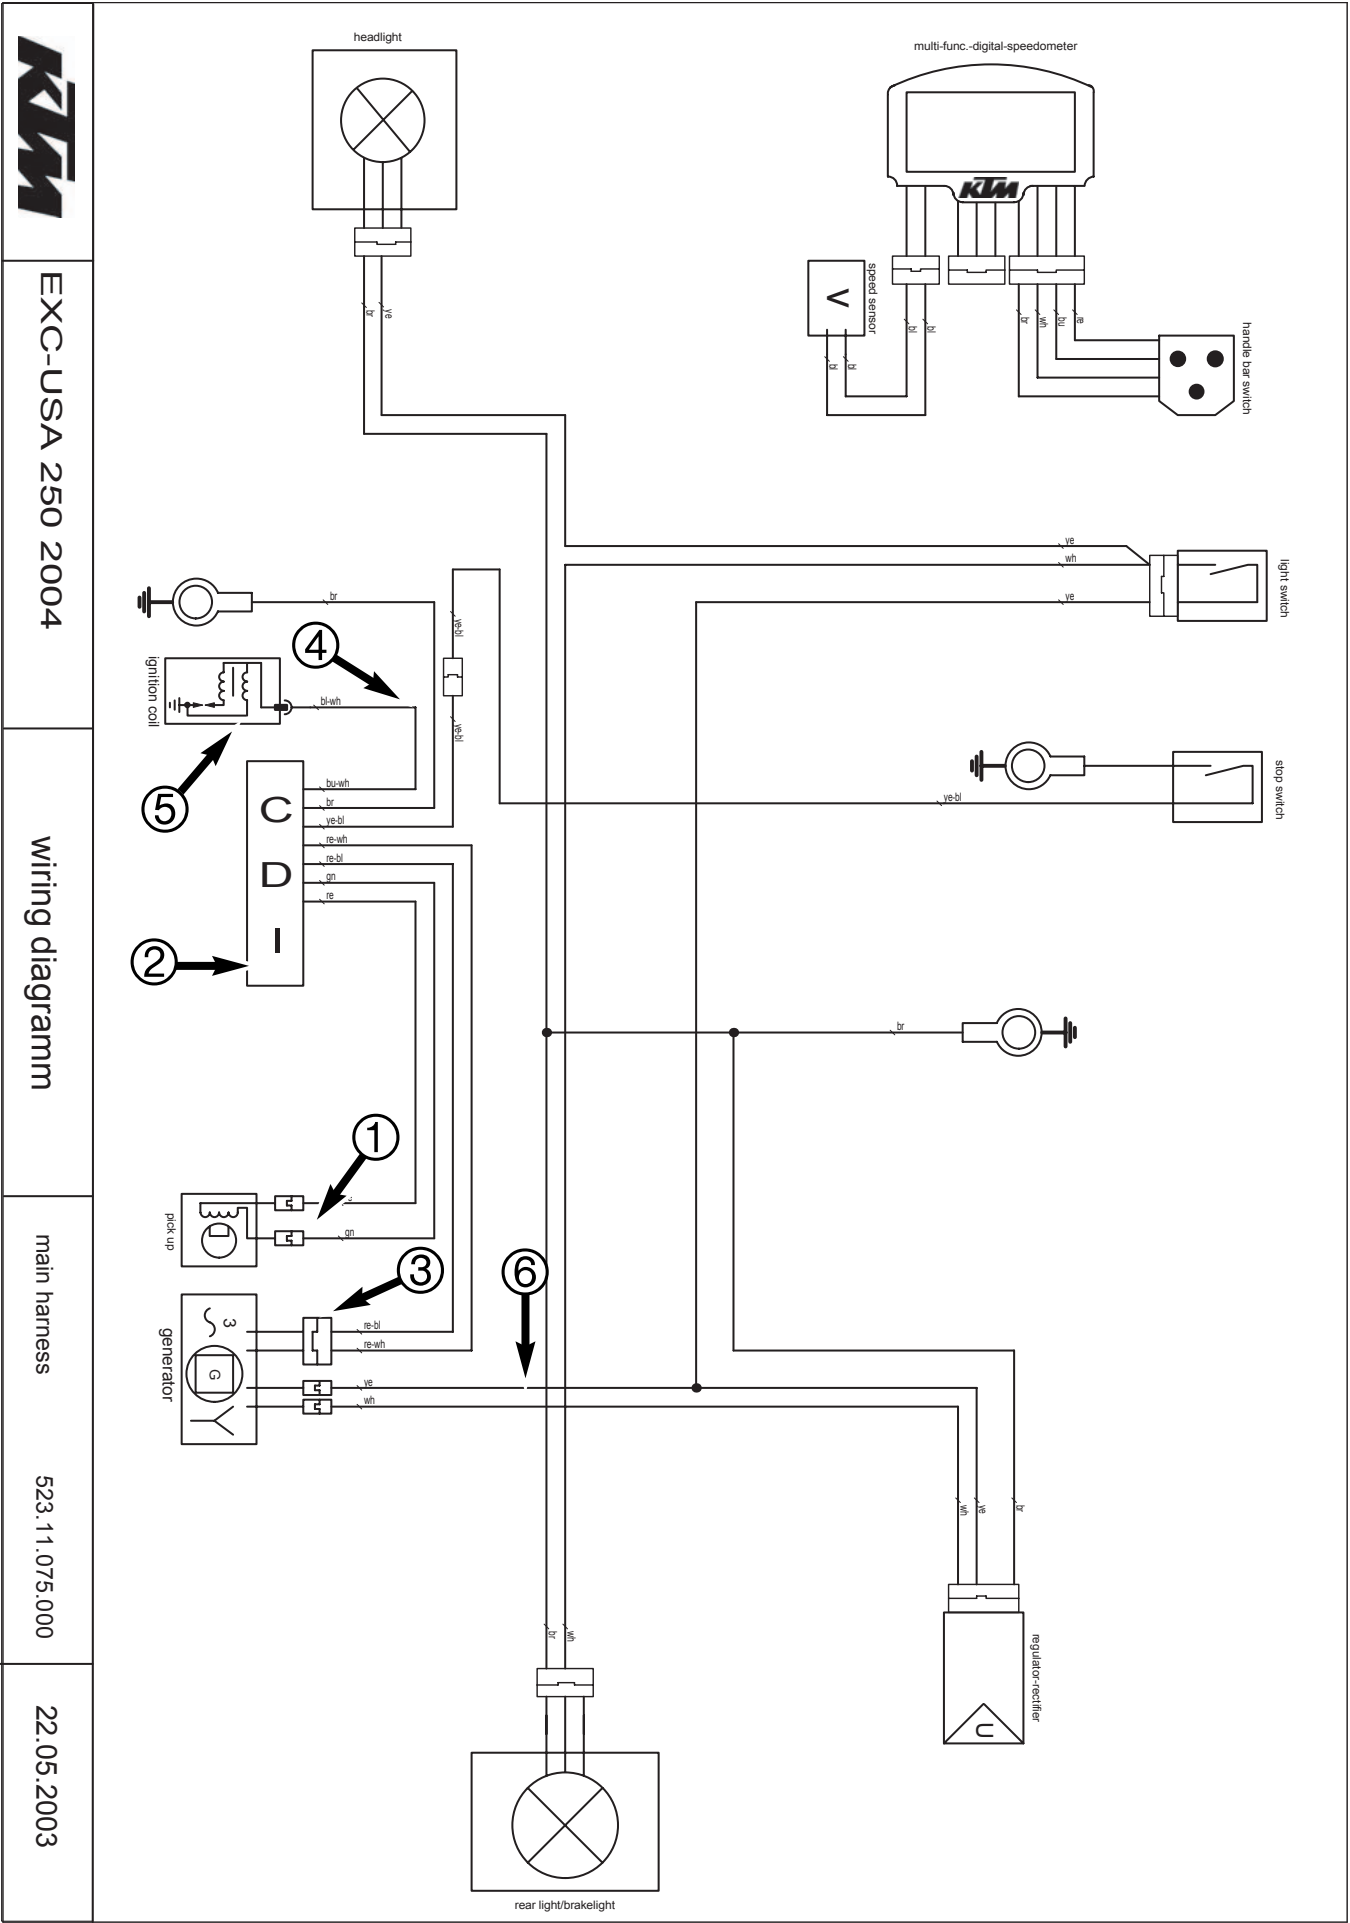 KTM
EXC-USA 250 2004
wiring diagramm
main harness
523.11.075.000
22.05.2003
headlight
multi-func.-digital-speedometer
KTM
speed sensor
V
handle bar switch
br
ye
bl
bl
br
wh
bu
re
bl
bl
ye
wh
ye
light switch
br
ye-bl
4
ignition coil
bl-wh
ye-bl
5
stop switch
ye-bl
C
D
I
bu-wh
br
ye-bl
re-wh
re-bl
gn
re
2
br
1
pick up
gn
3
6
generator
3
G
re-bl
re-wh
ye
wh
wh
ye
br
regulator-rectifier
U
br
wh
rear light/brakelight